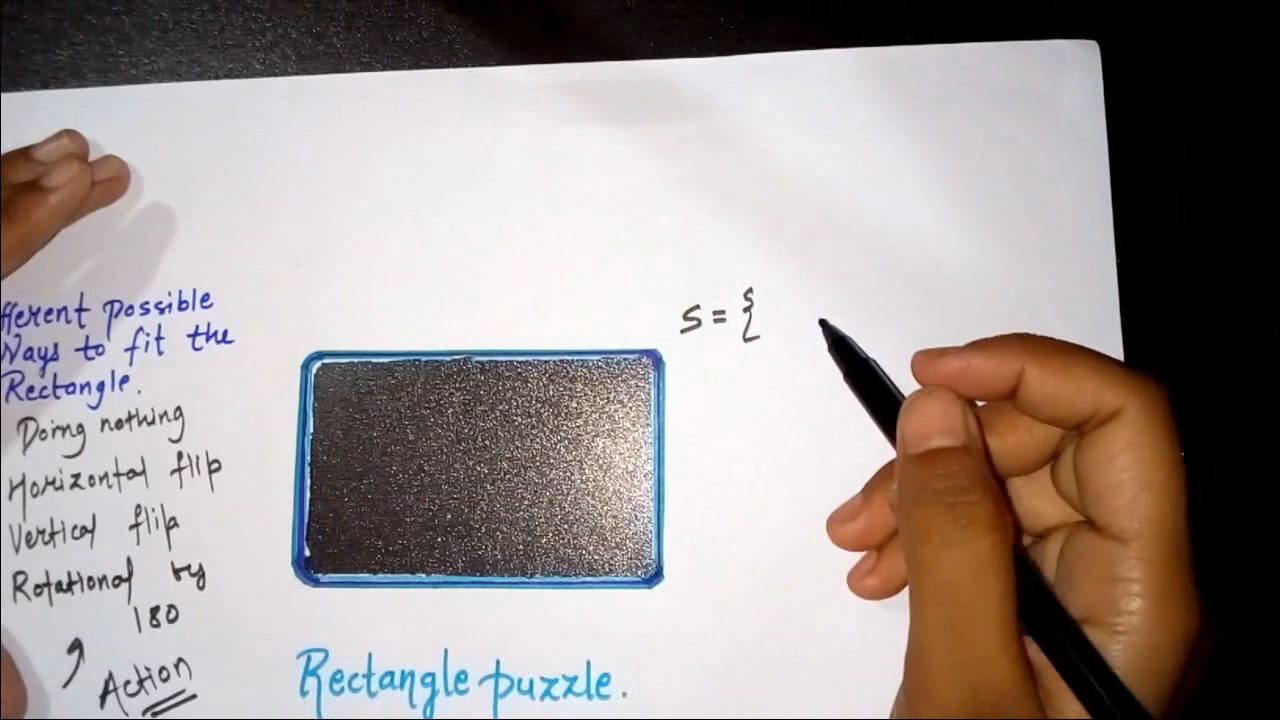 fferent possible
Ways to fit the
Rectangle.
Doing nothing
Horizontal flip
Vertical flip
Rotational by
180
Action
S = {
Rectangle puzzle.